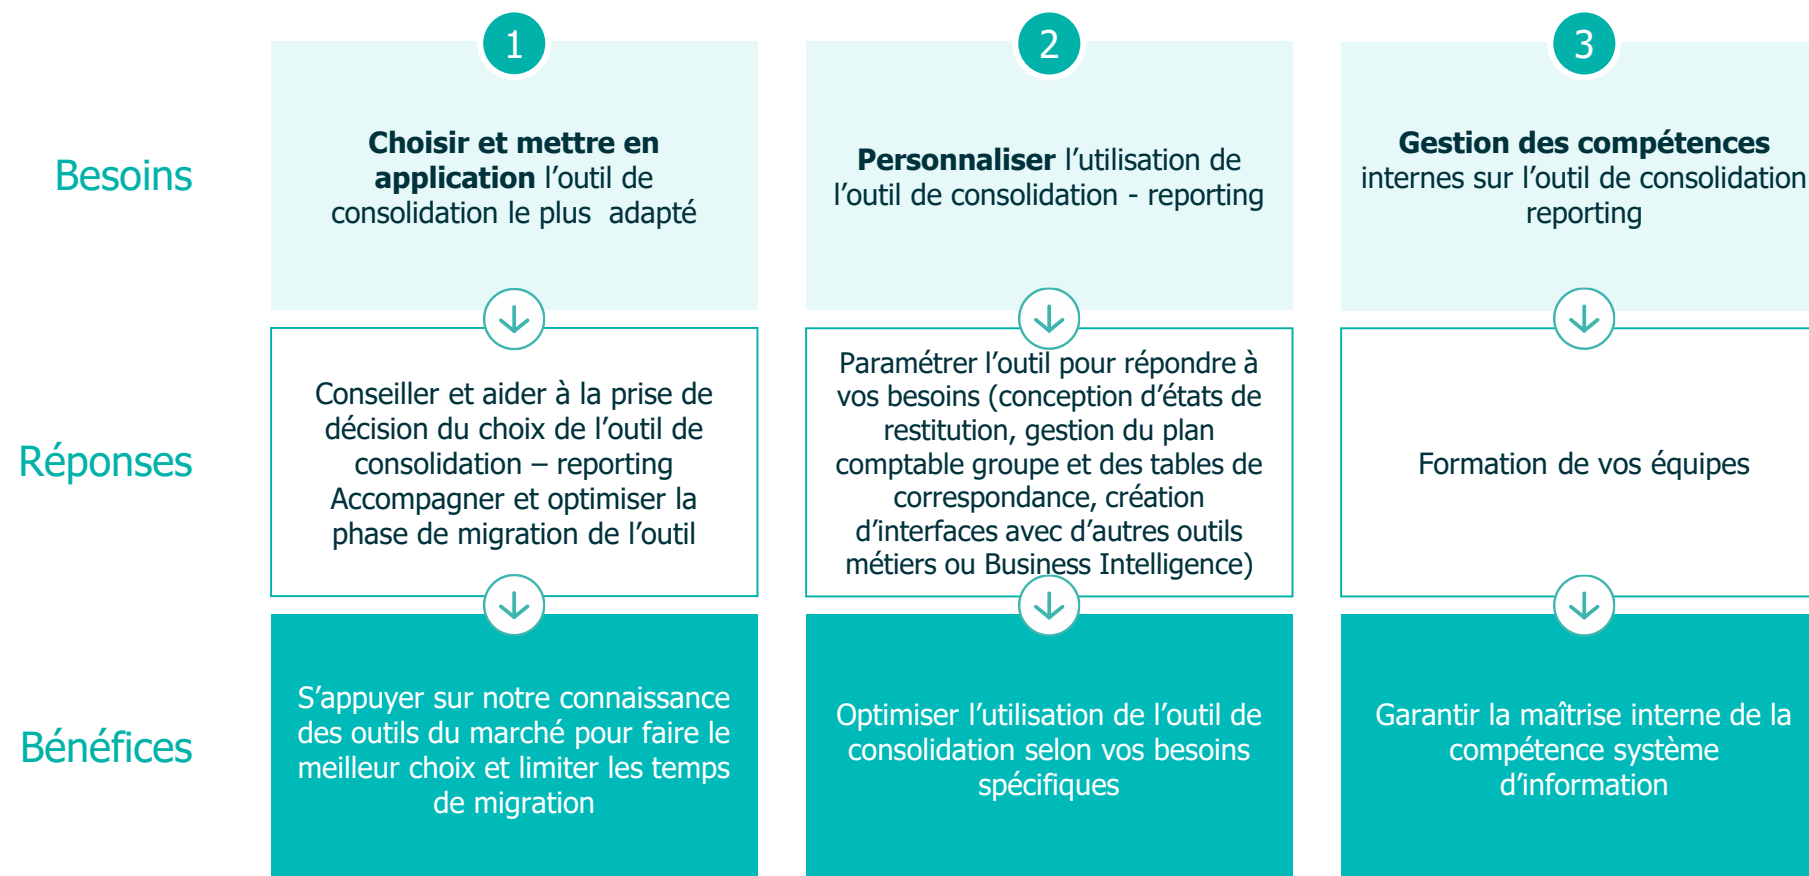 1
2
3
Besoins
Choisir et mettre en
application l’outil de
consolidation le plus  adapté
Personnaliser l’utilisation de
l’outil de consolidation - reporting
Gestion des compétences
internes sur l’outil de consolidation
reporting
Réponses
Conseiller et aider à la prise de
décision du choix de l’outil de
consolidation – reporting
Accompagner et optimiser la
phase de migration de l’outil
Paramétrer l’outil pour répondre à
vos besoins (conception d’états de
restitution, gestion du plan
comptable groupe et des tables de
correspondance, création
d’interfaces avec d’autres outils
métiers ou Business Intelligence)
Formation de vos équipes
Bénéfices
S’appuyer sur notre connaissance
des outils du marché pour faire le
meilleur choix et limiter les temps
de migration
Optimiser l’utilisation de l’outil de
consolidation selon vos besoins
spécifiques
Garantir la maîtrise interne de la
compétence système
d’information